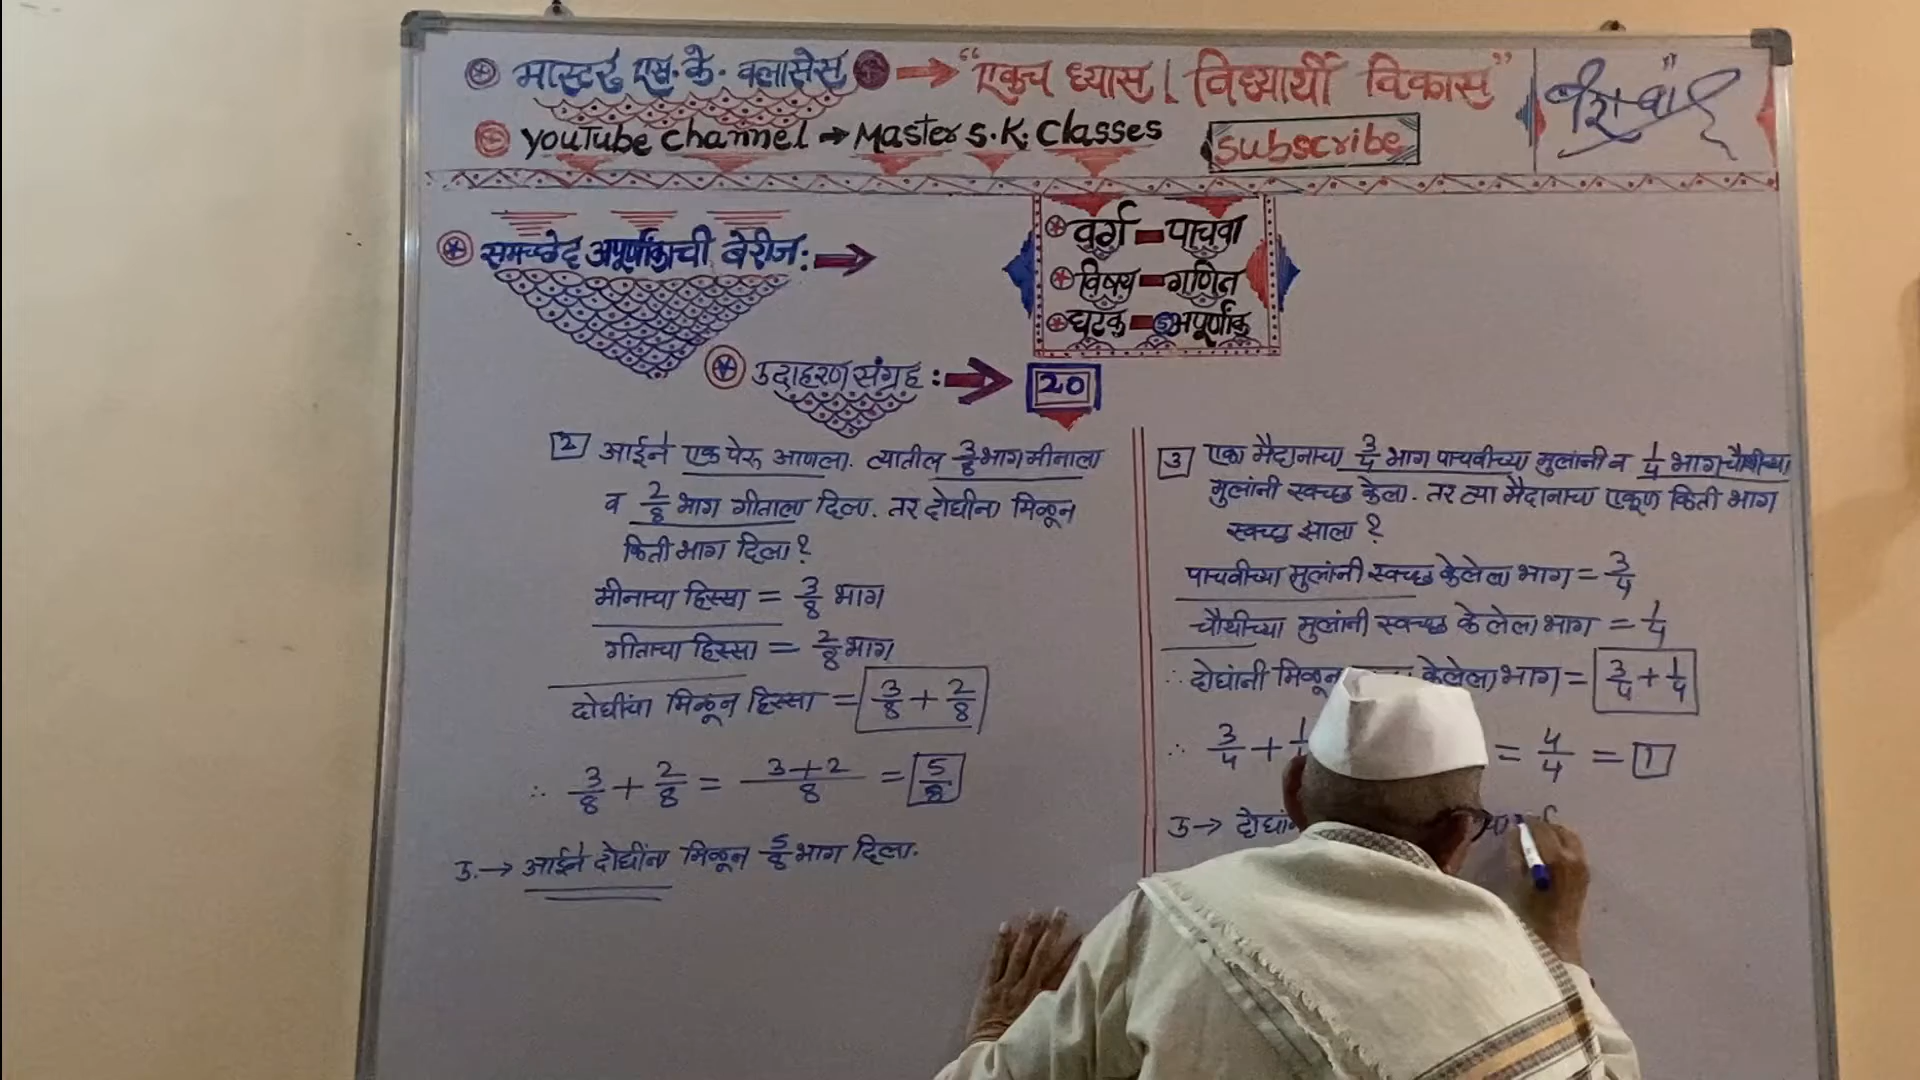 मास्टर एस. के. क्लासेस → "एकच ध्यास । विद्यार्थी विकास"
YouTube Channel → Master S. K. Classes Subscribe
समच्छेद अपूर्णांकाची बेरीज : →
वर्ग - पाचवा
विषय - गणित
घटक - 5 अपूर्णांक
उदाहरण संग्रह : → 20
2 आईने एक पेरू आणला. त्यातील 3/8 भाग मीनाला
व 2/8 भाग गीताला दिला. तर दोघींना मिळून
किती भाग दिला?
मीनाचा हिस्सा = 3/8 भाग
गीताचा हिस्सा = 2/8 भाग
दोघींचा मिळून हिस्सा = 3/8 + 2/8
∴ 3/8 + 2/8 = 3+2/8 = 5/8
उ. → आईने दोघींना मिळून 5/8 भाग दिला.
3 एका मैदानाचा 3/4 भाग पाचवीच्या मुलांनी व 1/4 भाग चौथीच्या
मुलांनी स्वच्छ केला. तर त्या मैदानाचा एकूण किती भाग
स्वच्छ झाला?
पाचवीच्या मुलांनी स्वच्छ केलेला भाग = 3/4
चौथीच्या मुलांनी स्वच्छ केलेला भाग = 1/4
∴ दोघांनी मिळून केलेला भाग = 3/4 + 1/4
∴ 3/4 + = 4/4 = 1
उ →